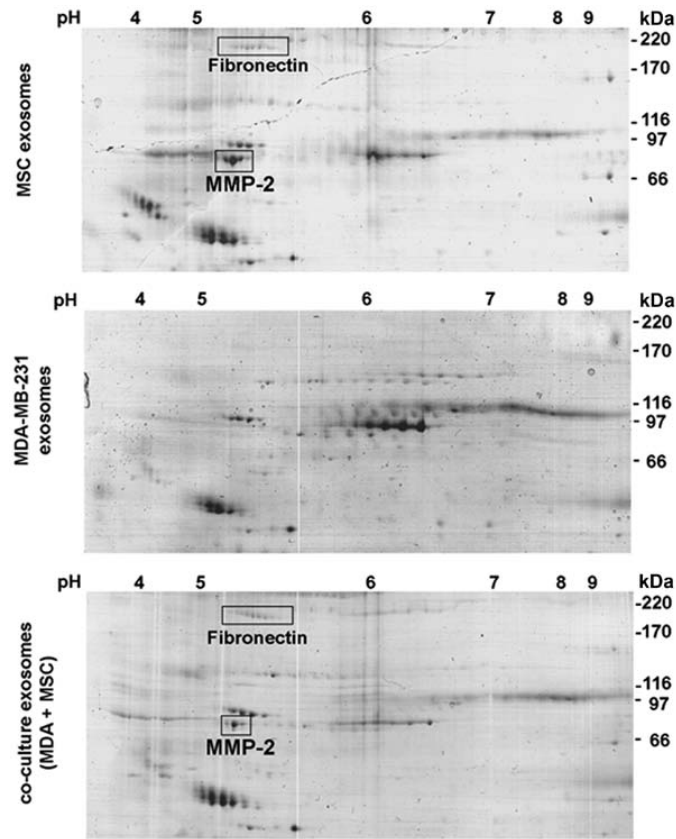 pH 4 5 6 7 8 9 kDa
-220
Fibronectin
-170
MSC exosomes
-116
-97
MMP-2
-66
pH 4 5 6 7 8 9 kDa
-220
-170
MDA-MB-231
exosomes
-116
-97
-66
pH 4 5 6 7 8 9 kDa
-220
Fibronectin
-170
co-culture exosomes
(MDA + MSC)
-116
-97
MMP-2
-66